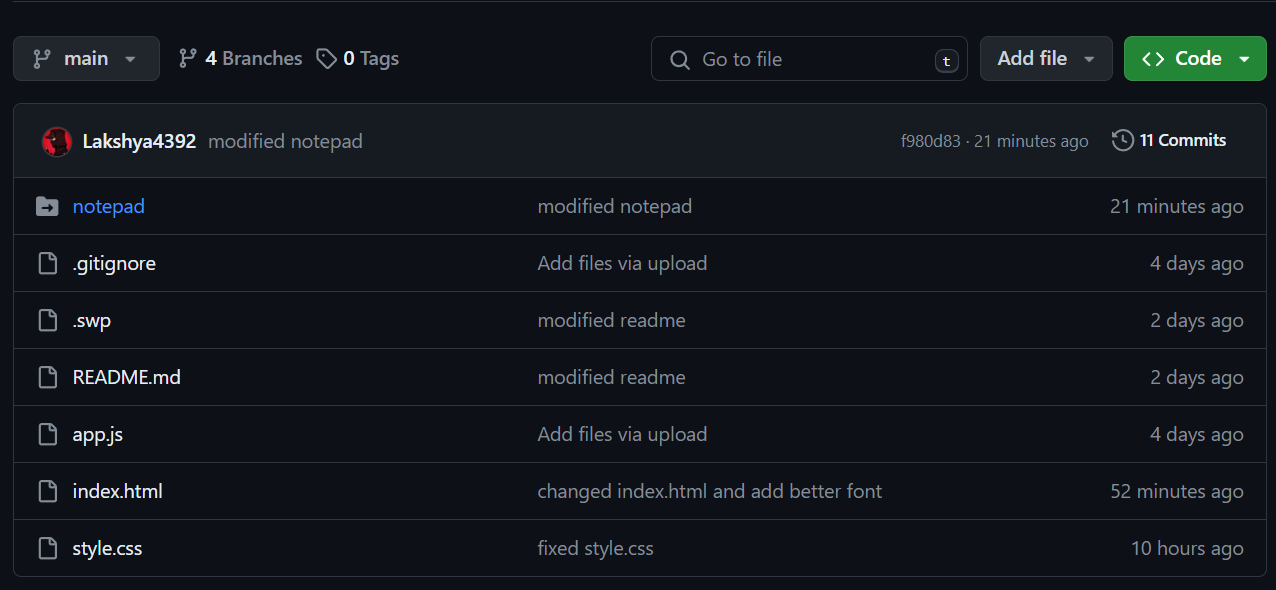 main 4 Branches 0 Tags Go to file t Add file Code
Lakshya4392 modified notepad f980d83 · 21 minutes ago 11 Commits
notepad modified notepad 21 minutes ago
.gitignore Add files via upload 4 days ago
.swp modified readme 2 days ago
README.md modified readme 2 days ago
app.js Add files via upload 4 days ago
index.html changed index.html and add better font 52 minutes ago
style.css fixed style.css 10 hours ago